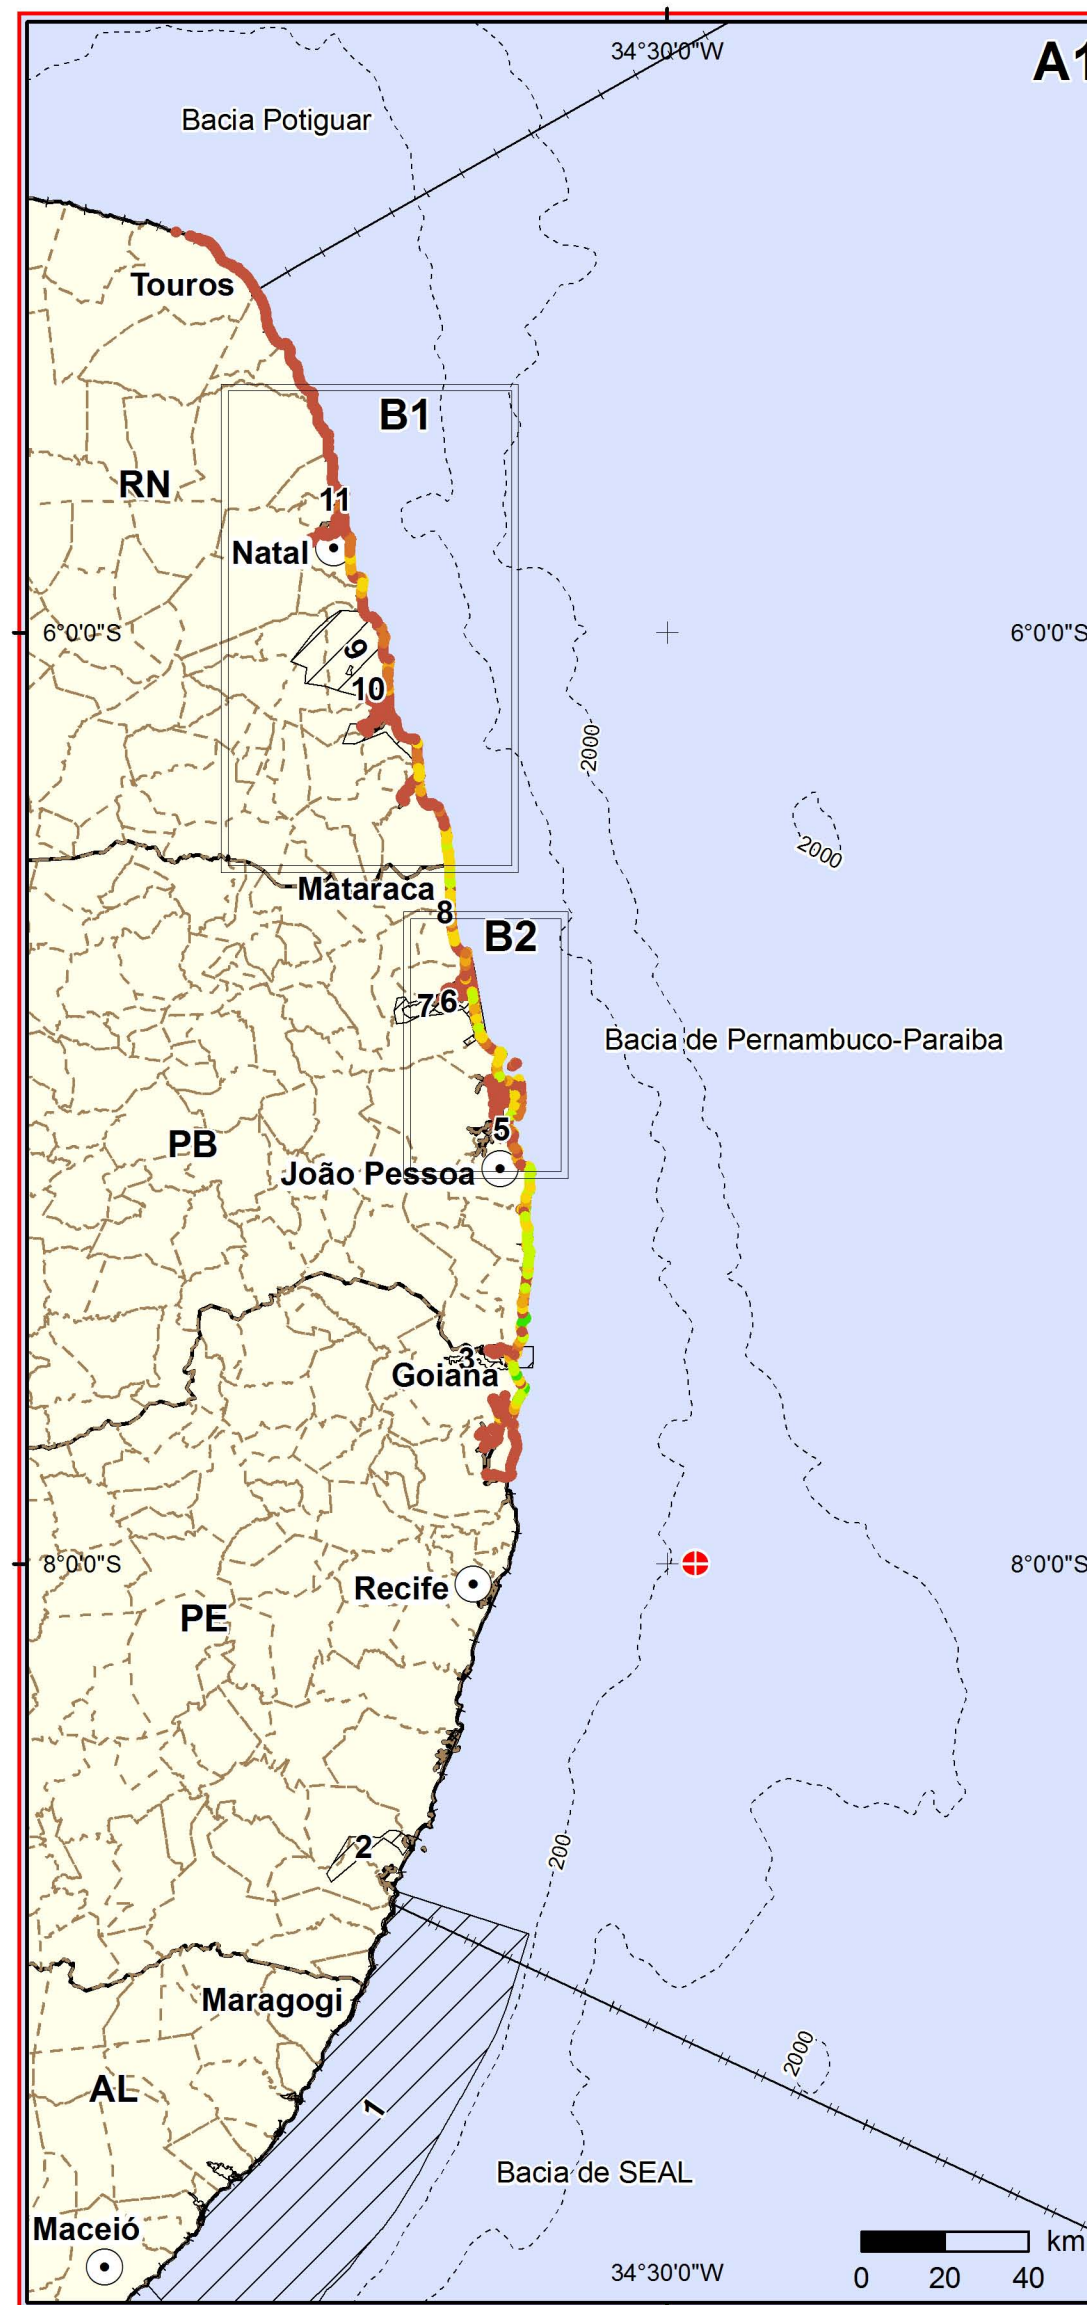 34°30'0"W
A1
Bacia Potiguar
Touros
B1
RN
11
Natal
6°0'0"S
6°0'0"S
9
10
2000
2000
Mataraca
8
B2
7
6
Bacia de Pernambuco-Paraiba
5
PB
João Pessoa
3
Goiana
8°0'0"S
8°0'0"S
Recife
PE
2
200
Maragogi
2000
AL
1
Bacia de SEAL
Maceió
km
34°30'0"W
0 20 40